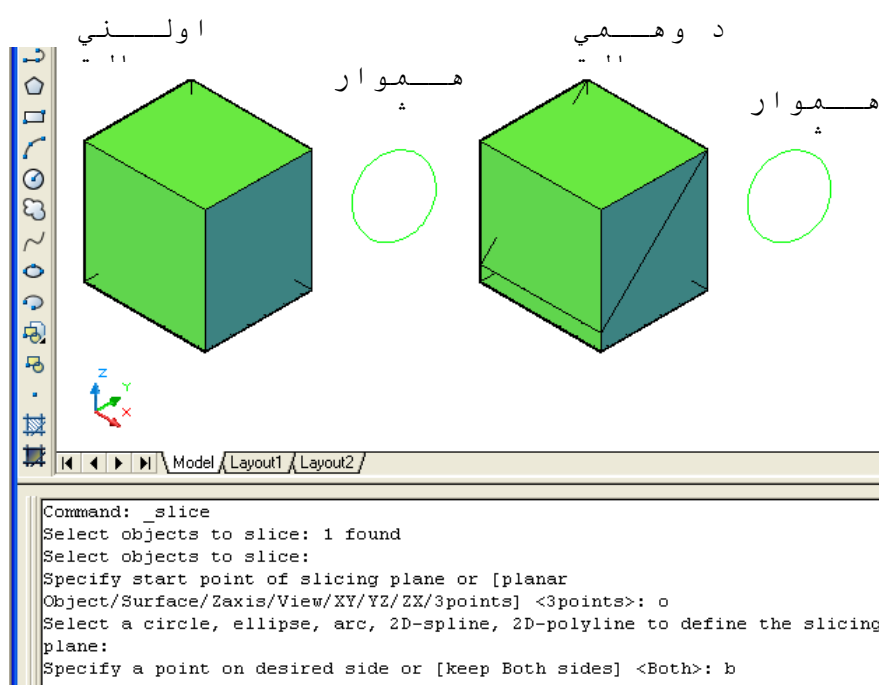 اولـــني
د وهـــمي
هـــموار
هـــموار
Z
Y
X
Model Layout1 Layout2
Command: _slice
Select objects to slice: 1 found
Select objects to slice:
Specify start point of slicing plane or [planar
Object/Surface/Zaxis/View/XY/YZ/ZX/3points] <3points>: o
Select a circle, ellipse, arc, 2D-spline, 2D-polyline to define the slicing
plane:
Specify a point on desired side or [keep Both sides] <Both>: b